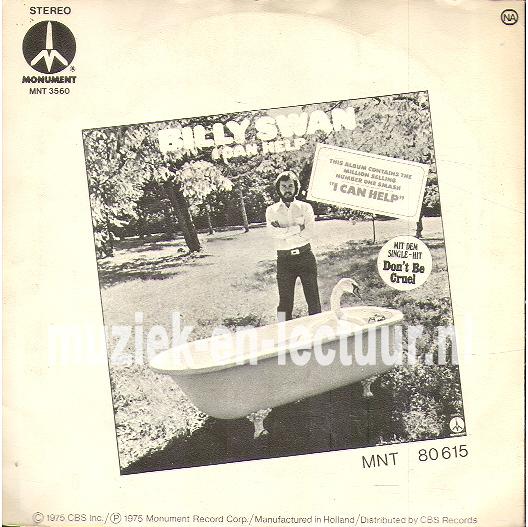 STEREO
NA
MONUMENT
®
MNT 3560
BILLY SWAN
THIS ALBUM CONTAINS THE
MILLION SELLING
NUMBER ONE SMASH
"I CAN HELP"
MIT DEM
SINGLE-HIT
Don't Be
Cruel
muziek-en-lectuur.nl
MNT 80615
© 1975 CBS Inc./Ⓟ 1975 Monument Record Corp./Manufactured in Holland/Distributed by CBS Records